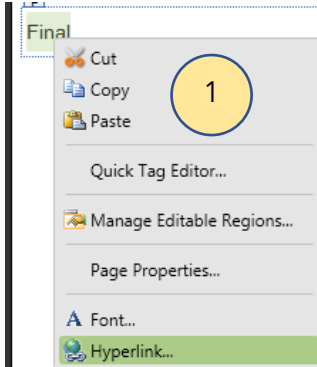 Final
Cut
Copy
1
Paste
Quick Tag Editor...
Manage Editable Regions...
Page Properties...
A Font...
Hyperlink...